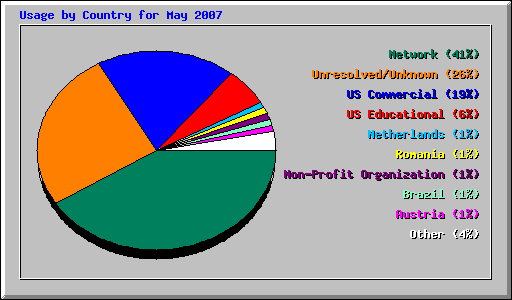 Usage by Country for May 2007
Network (41%)
Unresolved/Unknown (26%)
US Commercial (19%)
US Educational (6%)
Netherlands (1%)
Romania (1%)
Non-Profit Organization (1%)
Brazil (1%)
Austria (1%)
Other (4%)